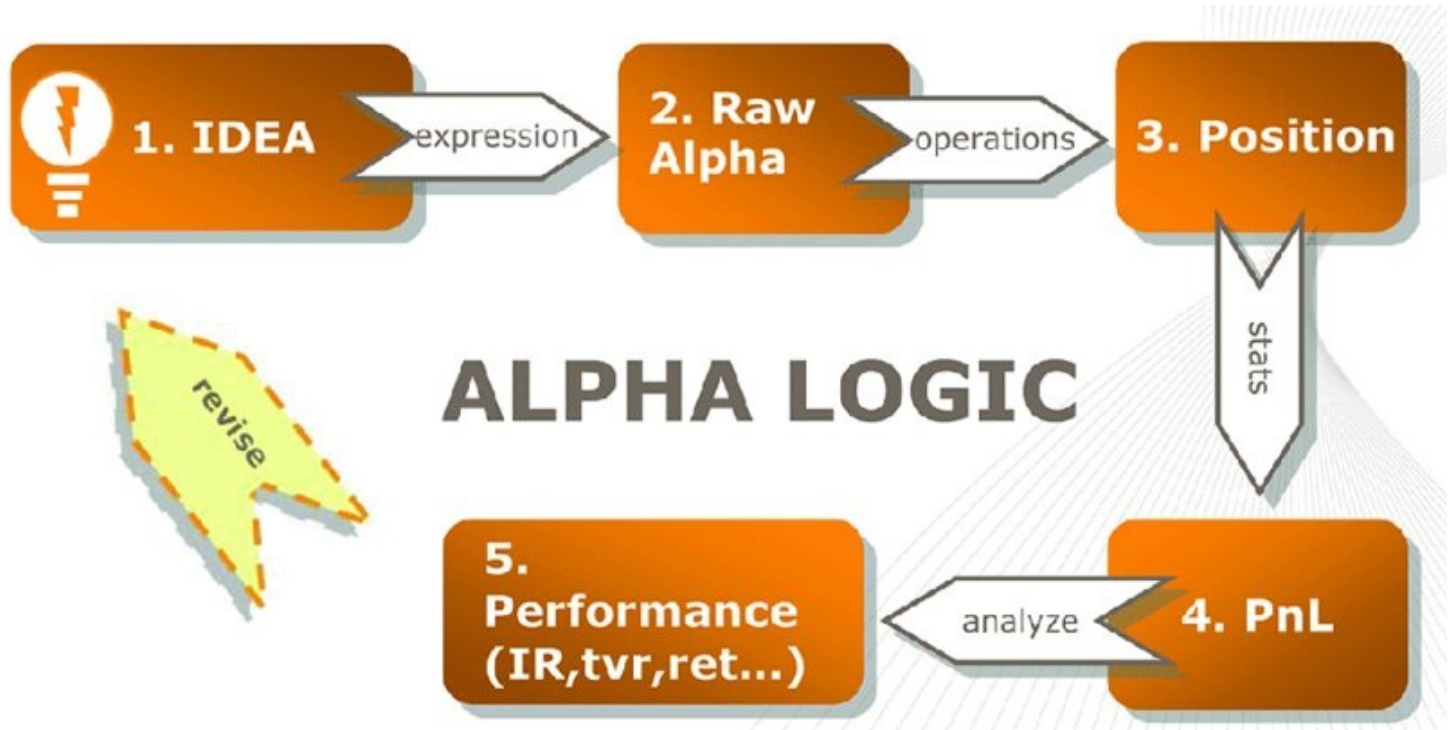 1. IDEA
expression
2. Raw
Alpha
operations
3. Position
stats
ALPHA LOGIC
revise
5.
Performance
(IR,tvr,ret...)
analyze
4. PnL